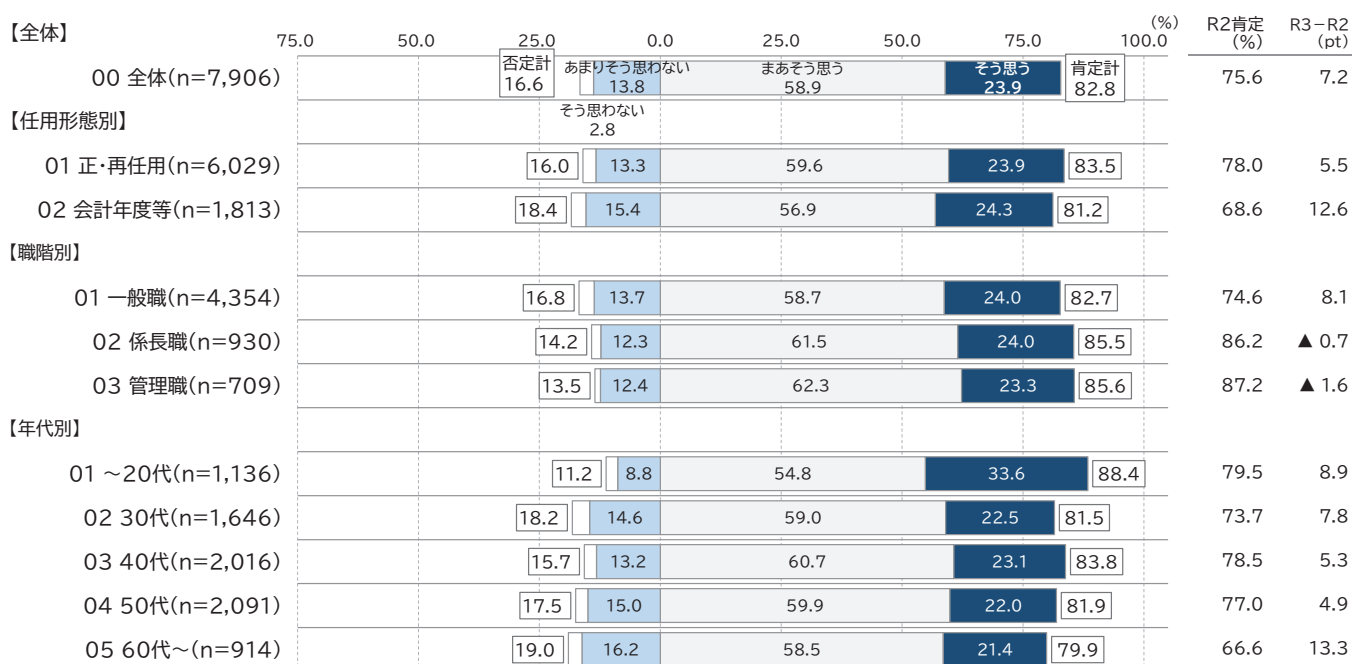 【全体】 (%) R2肯定 R3－R2
75.0 50.0 25.0 0.0 25.0 50.0 75.0 100.0 (%) (pt)
否定計 あまりそう思わない まあそう思う そう思う 肯定計
00 全体(n=7,906) 16.6 13.8 58.9 23.9 82.8 75.6 7.2
【任用形態別】 そう思わない
2.8
01 正・再任用(n=6,029) 16.0 13.3 59.6 23.9 83.5 78.0 5.5
02 会計年度等(n=1,813) 18.4 15.4 56.9 24.3 81.2 68.6 12.6
【職階別】
01 一般職(n=4,354) 16.8 13.7 58.7 24.0 82.7 74.6 8.1
02 係長職(n=930) 14.2 12.3 61.5 24.0 85.5 86.2 ▲ 0.7
03 管理職(n=709) 13.5 12.4 62.3 23.3 85.6 87.2 ▲ 1.6
【年代別】
01 ～20代(n=1,136) 11.2 8.8 54.8 33.6 88.4 79.5 8.9
02 30代(n=1,646) 18.2 14.6 59.0 22.5 81.5 73.7 7.8
03 40代(n=2,016) 15.7 13.2 60.7 23.1 83.8 78.5 5.3
04 50代(n=2,091) 17.5 15.0 59.9 22.0 81.9 77.0 4.9
05 60代～(n=914) 19.0 16.2 58.5 21.4 79.9 66.6 13.3